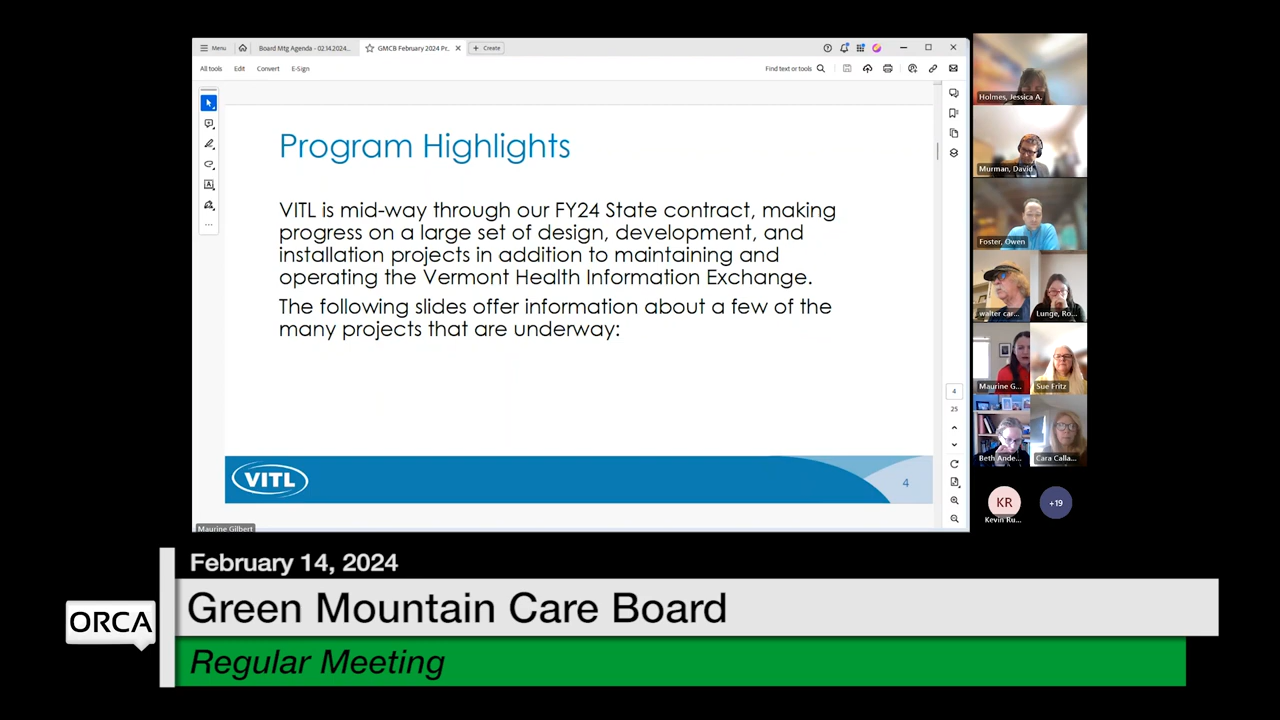 Menu
Board Mtg Agenda - 02.14.2024...
GMCB February 2024 Pr...
Create
All tools
Edit
Convert
E-Sign
Find text or tools
Program Highlights
VITL is mid-way through our FY24 State contract, making
progress on a large set of design, development, and
installation projects in addition to maintaining and
operating the Vermont Health Information Exchange.
The following slides offer information about a few of the
many projects that are underway:
4
25
VITL
4
Maurine Gilbert
Holmes, Jessica A.
Murman, David
Foster, Owen
walter car...
Lunge, Ro...
Maurine G...
Sue Fritz
Beth Ande...
Cara Calla...
KR
Kevin Ru...
+19
February 14, 2024
ORCA
Green Mountain Care Board
Regular Meeting